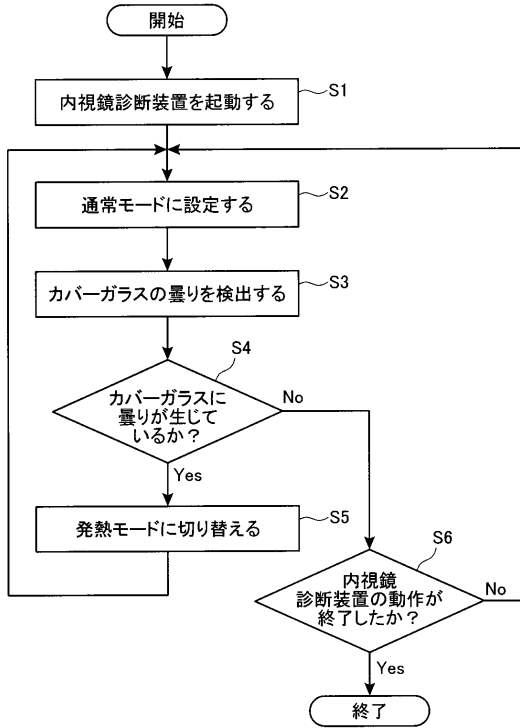 開始
内視鏡診断装置を起動する
S1
通常モードに設定する
S2
カバーガラスの曇りを検出する
S3
S4
カバーガラスに
曇りが生じて
いるか？
No
Yes
発熱モードに切り替える
S5
S6
内視鏡
診断装置の動作が
終了したか？
No
Yes
終了